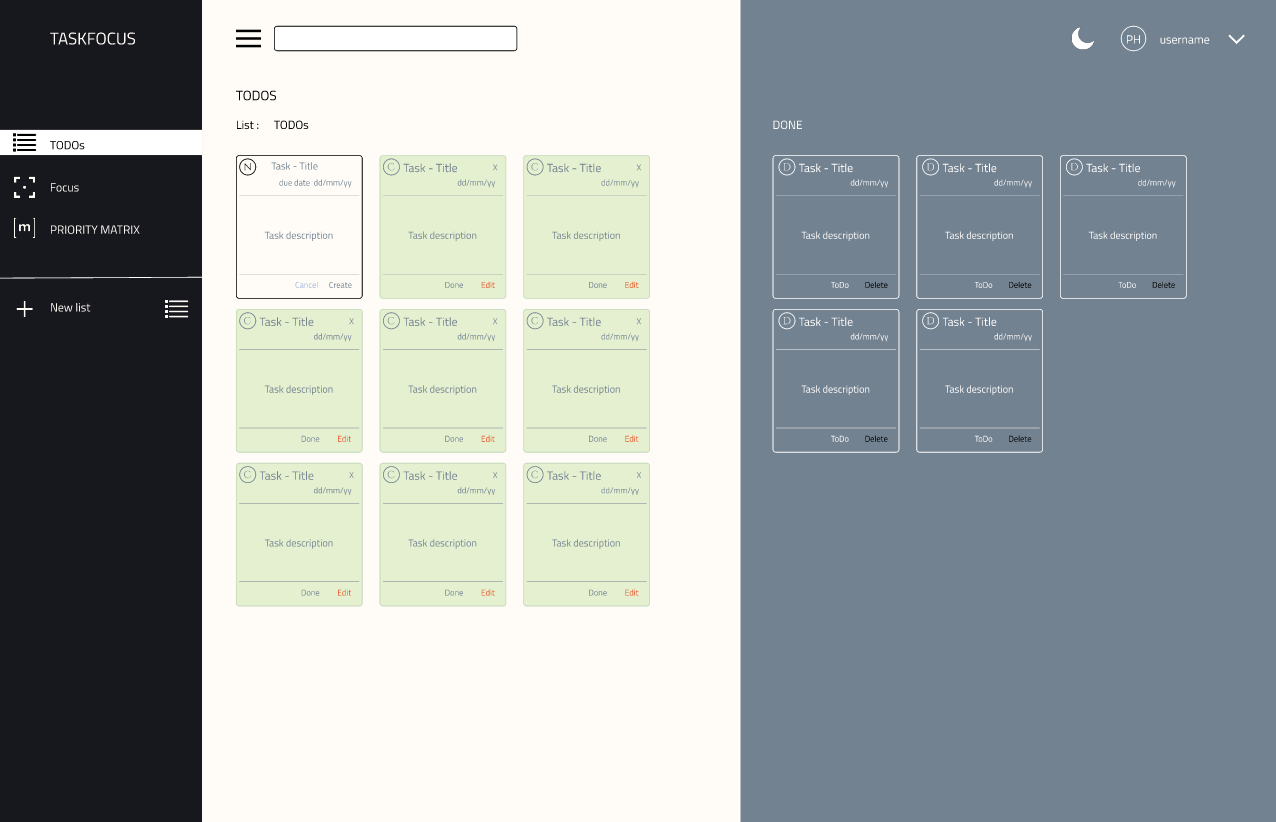 TASKFOCUS
TODOs
Focus
[m] PRIORITY MATRIX
New list
PH username
TODOS
List : TODOs
N Task - Title
due date dd/mm/yy
Task description
Cancel Create
C Task - Title X
dd/mm/yy
Task description
Done Edit
C Task - Title X
dd/mm/yy
Task description
Done Edit
C Task - Title X
dd/mm/yy
Task description
Done Edit
C Task - Title X
dd/mm/yy
Task description
Done Edit
C Task - Title X
dd/mm/yy
Task description
Done Edit
C Task - Title X
dd/mm/yy
Task description
Done Edit
C Task - Title X
dd/mm/yy
Task description
Done Edit
C Task - Title X
dd/mm/yy
Task description
Done Edit
DONE
D Task - Title
dd/mm/yy
Task description
ToDo Delete
D Task - Title
dd/mm/yy
Task description
ToDo Delete
D Task - Title
dd/mm/yy
Task description
ToDo Delete
D Task - Title
dd/mm/yy
Task description
ToDo Delete
D Task - Title
dd/mm/yy
Task description
ToDo Delete